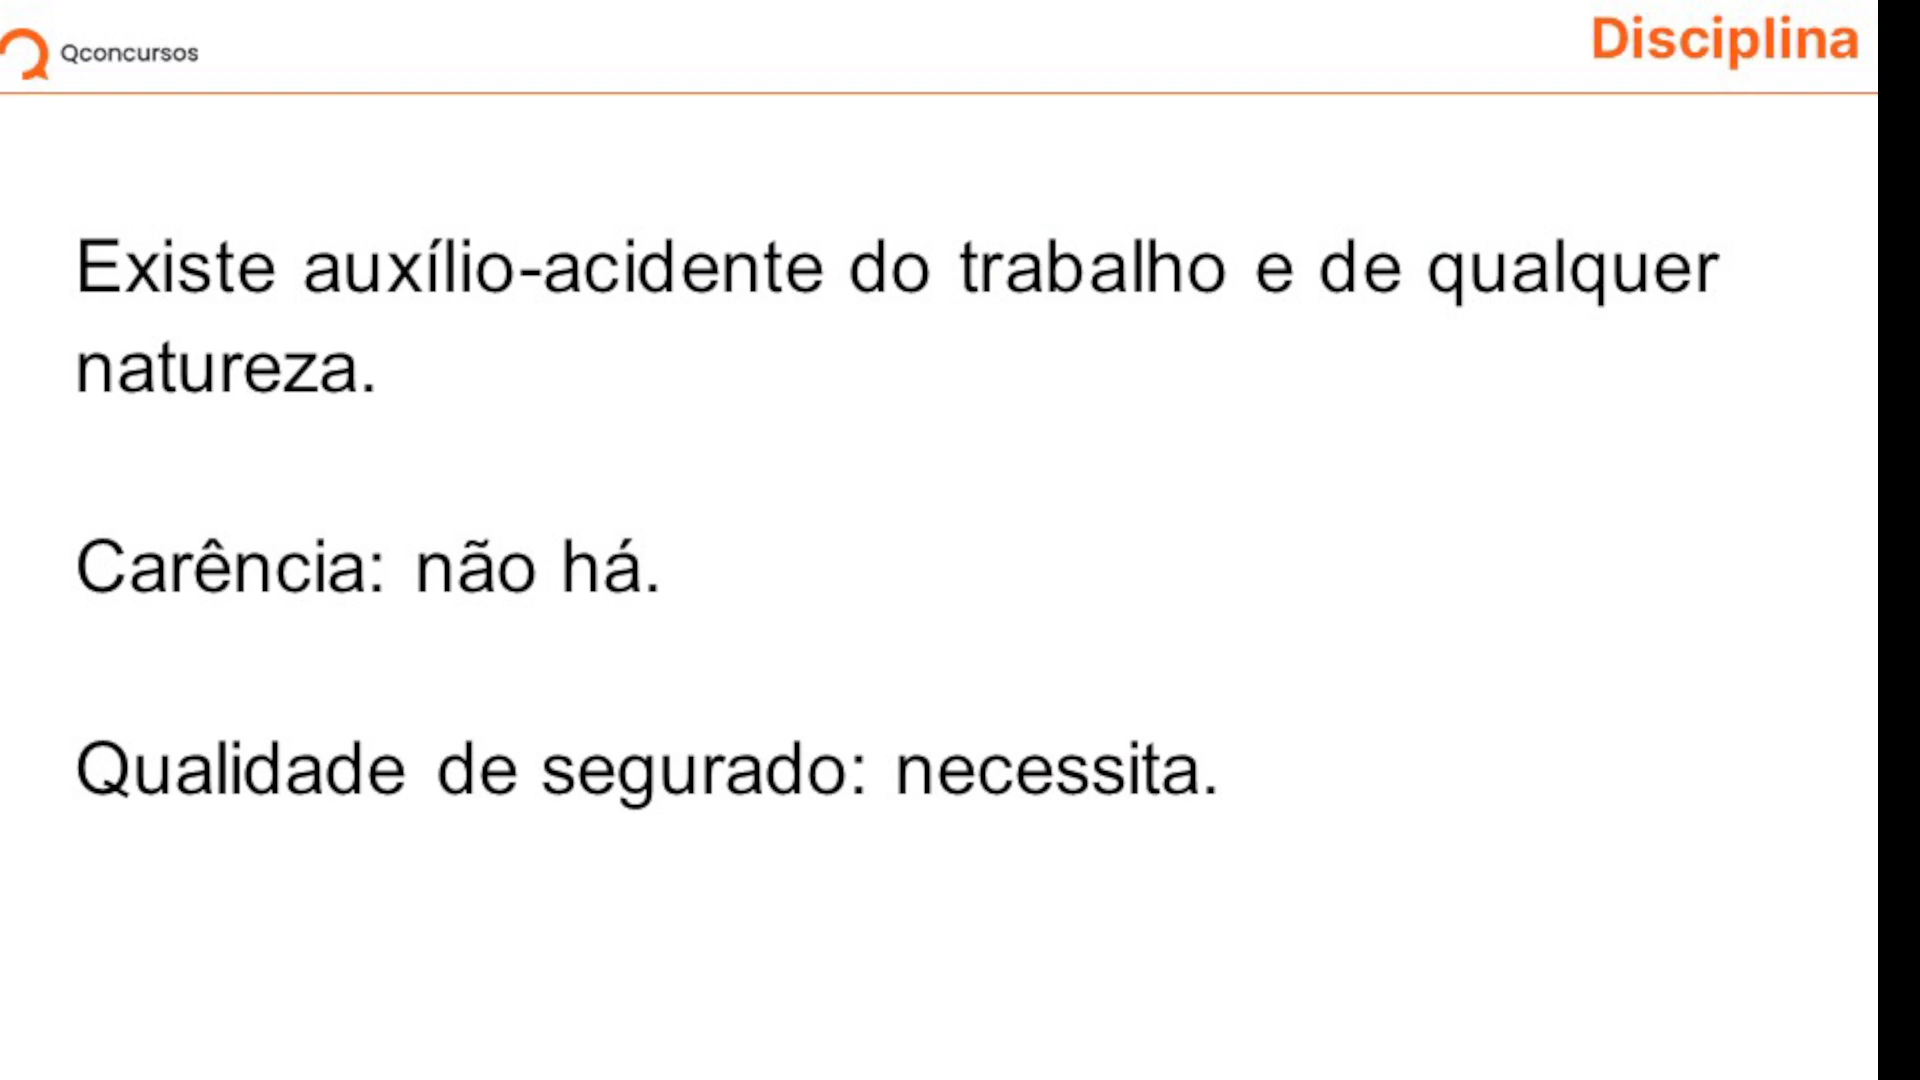 Qconcursos
Disciplina
Existe auxílio-acidente do trabalho e de qualquer
natureza.
Carência: não há.
Qualidade de segurado: necessita.